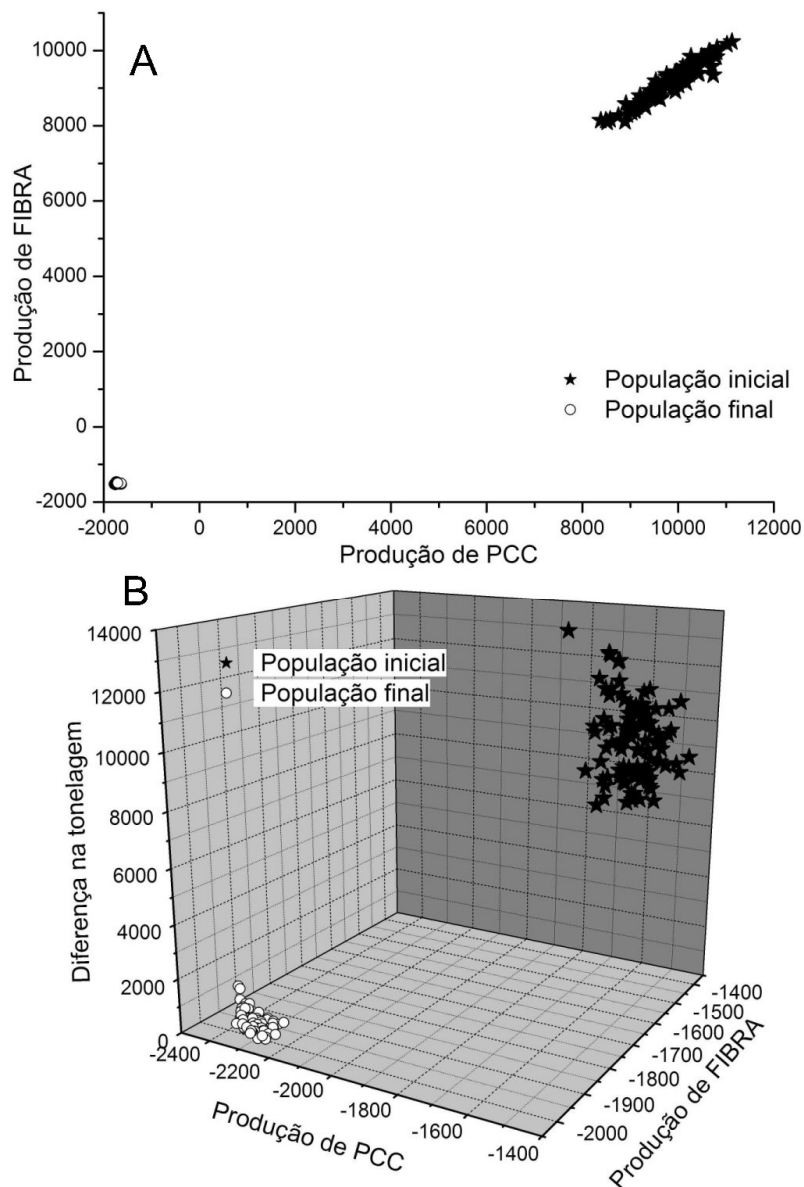 A
10000
8000
6000
4000
2000
0
-2000
Produção de FIBRA
População inicial
População final
-2000 0 2000 4000 6000 8000 10000 12000
Produção de PCC
B
14000
12000
10000
8000
6000
4000
2000
0
Diferença na tonelagem
População inicial
População final
-2400
-2200
-2000
-1800
-1600
-1400
Produção de PCC
-1400
-1500
-1600
-1700
-1800
-1900
-2000
Produção de FIBRA